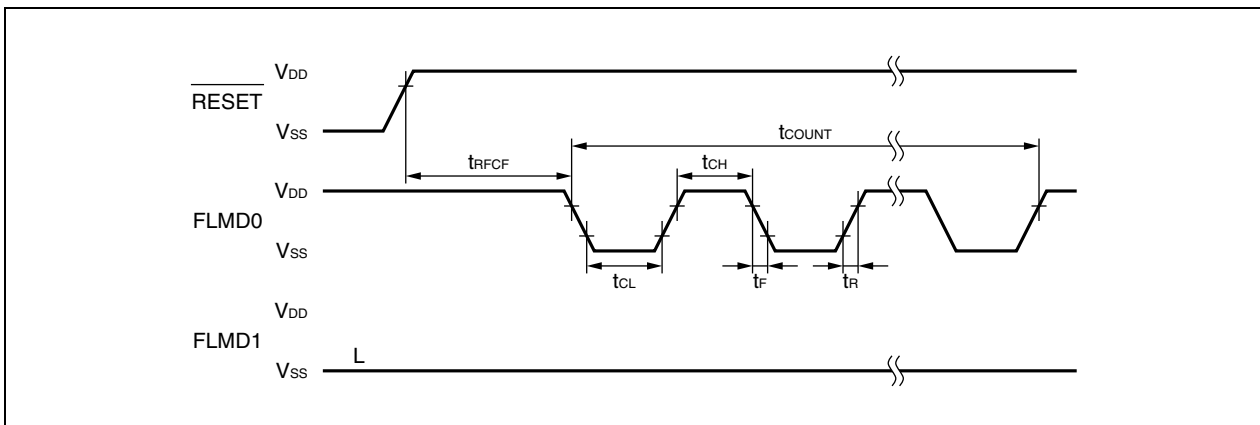 VDD
RESET
VSS
tCOUNT
tRFCF
tCH
VDD
FLMD0
VSS
tCL
tF
tR
VDD
FLMD1
L
VSS